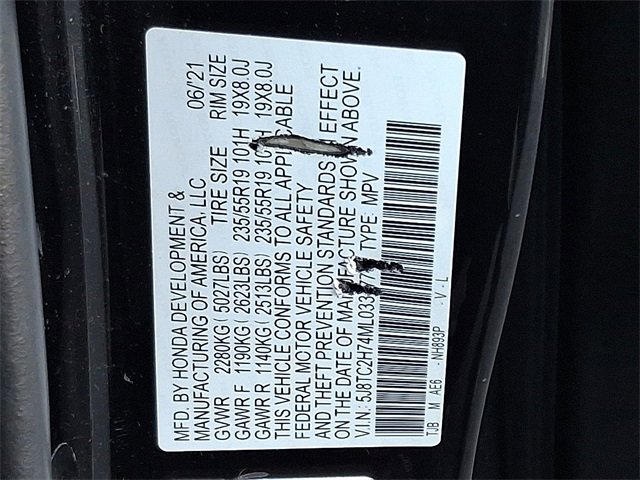 MFD. BY HONDA DEVELOPMENT &
MANUFACTURING OF AMERICA, LLC 06/'21
GVWR 2280KG( 5027LBS) TIRE SIZE RIM SIZE
GAWR F 1190KG( 2623LBS) 235/55R19 101H 19X8.0J
GAWR R 1140KG( 2513LBS) 235/55R19 101H 19X8.0J
THIS VEHICLE CONFORMS TO ALL APPLICABLE
FEDERAL MOTOR VEHICLE SAFETY
AND THEFT PREVENTION STANDARDS EFFECT
ON THE DATE OF MANUFACTURE SHOWN ABOVE.
V.I.N.: TYPE: MPV
TJB M AE6 - NH893P - V - L